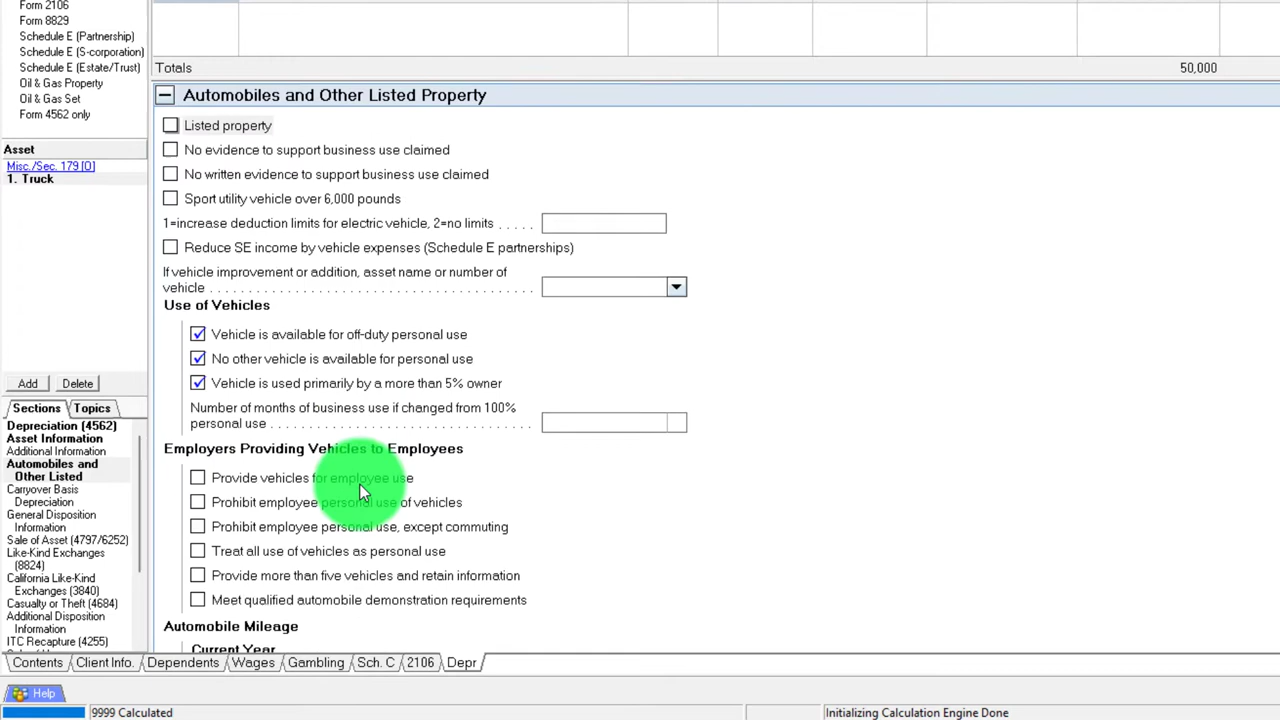 Form 2106
Form 8829
Schedule E (Partnership)
Schedule E (S-corporation)
Schedule E (Estate/Trust)
Oil & Gas Property
Oil & Gas Set
Form 4562 only
Asset
Misc./Sec. 179 [O]
1. Truck
Add Delete
Sections Topics
Depreciation (4562)
Asset Information
Additional Information
Automobiles and
Other Listed
Carryover Basis
Depreciation
General Disposition
Information
Sale of Asset (4797/6252)
Like-Kind Exchanges
(8824)
California Like-Kind
Exchanges (3840)
Casualty or Theft (4684)
Additional Disposition
Information
ITC Recapture (4255)
Totals 50,000
Automobiles and Other Listed Property
Listed property
No evidence to support business use claimed
No written evidence to support business use claimed
Sport utility vehicle over 6,000 pounds
1=increase deduction limits for electric vehicle, 2=no limits . . . . .
Reduce SE income by vehicle expenses (Schedule E partnerships)
If vehicle improvement or addition, asset name or number of
vehicle . . . . . . . . . . . . . . . . . . . . . . . . . . . . . . . . . .
Use of Vehicles
Vehicle is available for off-duty personal use
No other vehicle is available for personal use
Vehicle is used primarily by a more than 5% owner
Number of months of business use if changed from 100%
personal use . . . . . . . . . . . . . . . . . . . . . . . . . . . .
Employers Providing Vehicles to Employees
Provide vehicles for employee use
Prohibit employee personal use of vehicles
Prohibit employee personal use, except commuting
Treat all use of vehicles as personal use
Provide more than five vehicles and retain information
Meet qualified automobile demonstration requirements
Automobile Mileage
Current Year
Contents Client Info. Dependents Wages Gambling Sch. C 2106 Depr
Help
9999 Calculated Initializing Calculation Engine Done